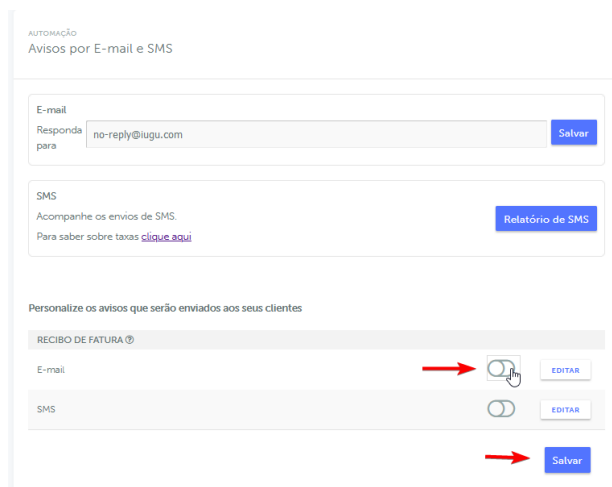 AUTOMAÇÃO
Avisos por E-mail e SMS
E-mail
Responda para
no-reply@iugu.com
Salvar
SMS
Acompanhe os envios de SMS.
Relatório de SMS
Para saber sobre taxas clique aqui
Personalize os avisos que serão enviados aos seus clientes
RECIBO DE FATURA ?
E-mail
EDITAR
SMS
EDITAR
Salvar